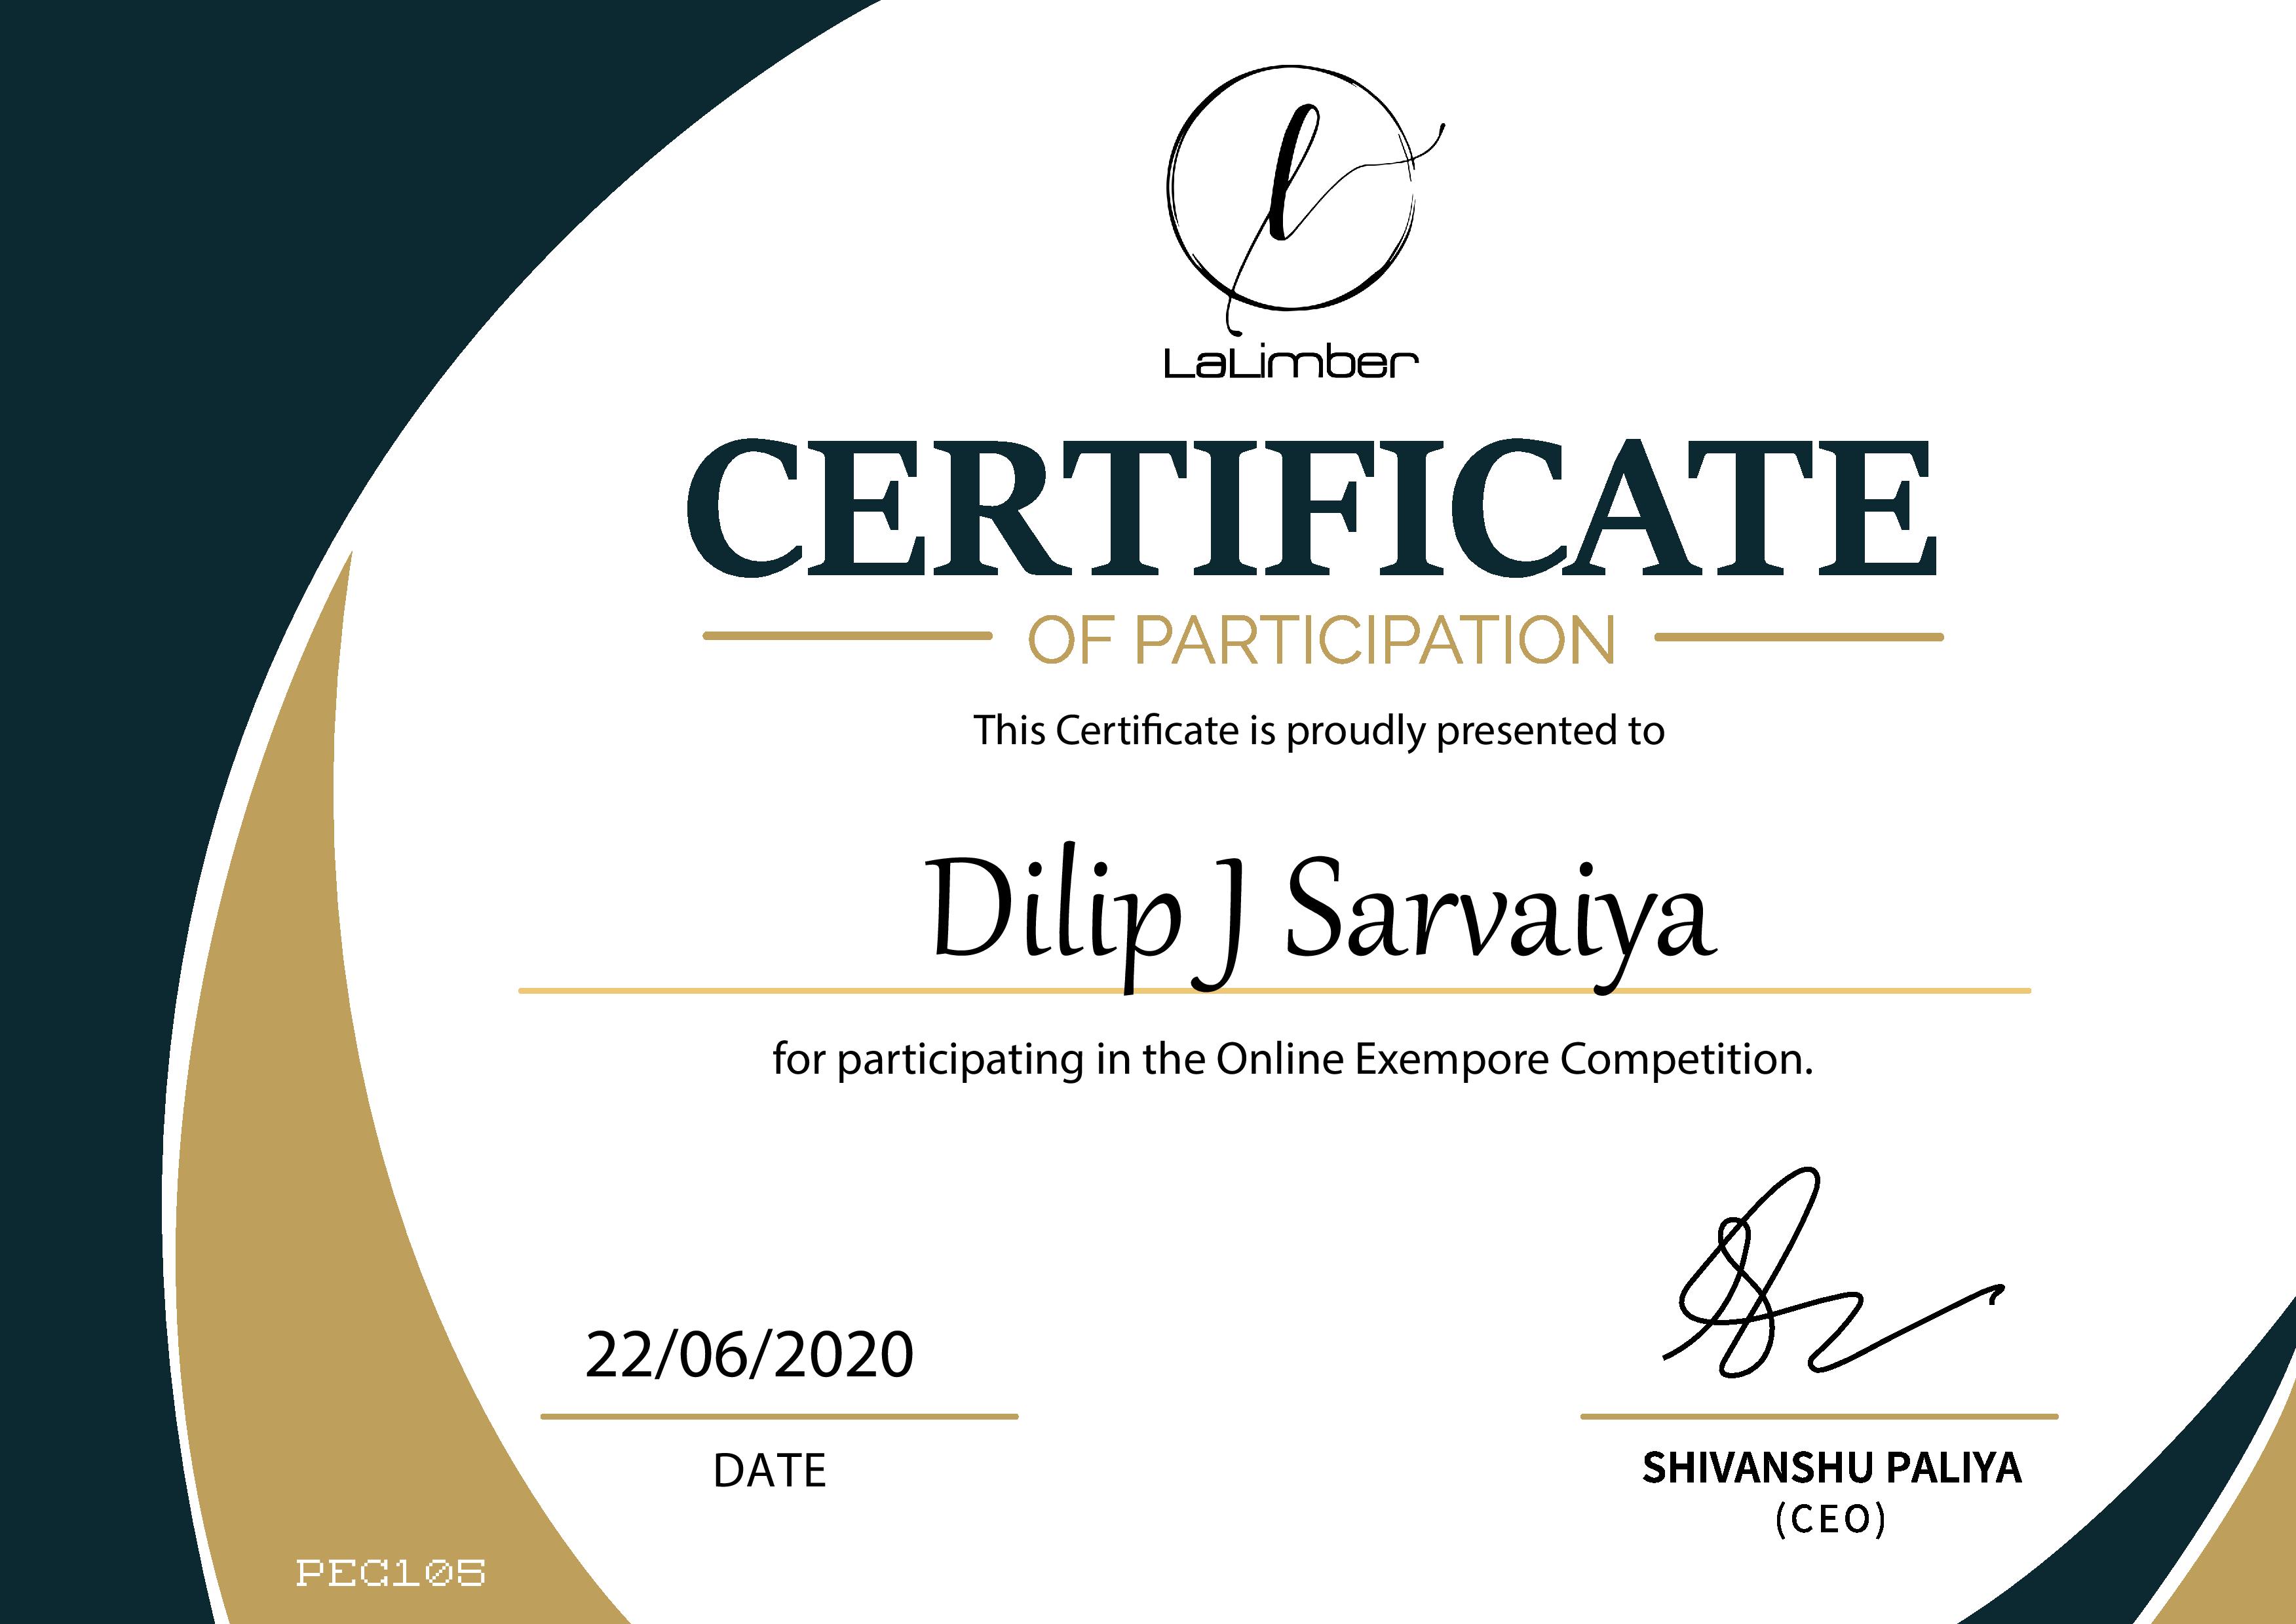 LaLimber
CERTIFICATE
OF PARTICIPATION
This Certificate is proudly presented to
Dilip J Sarvaiya
for participating in the Online Exempore Competition.
22/06/2020
DATE
SHIVANSHU PALIYA
(CEO)
PEC105